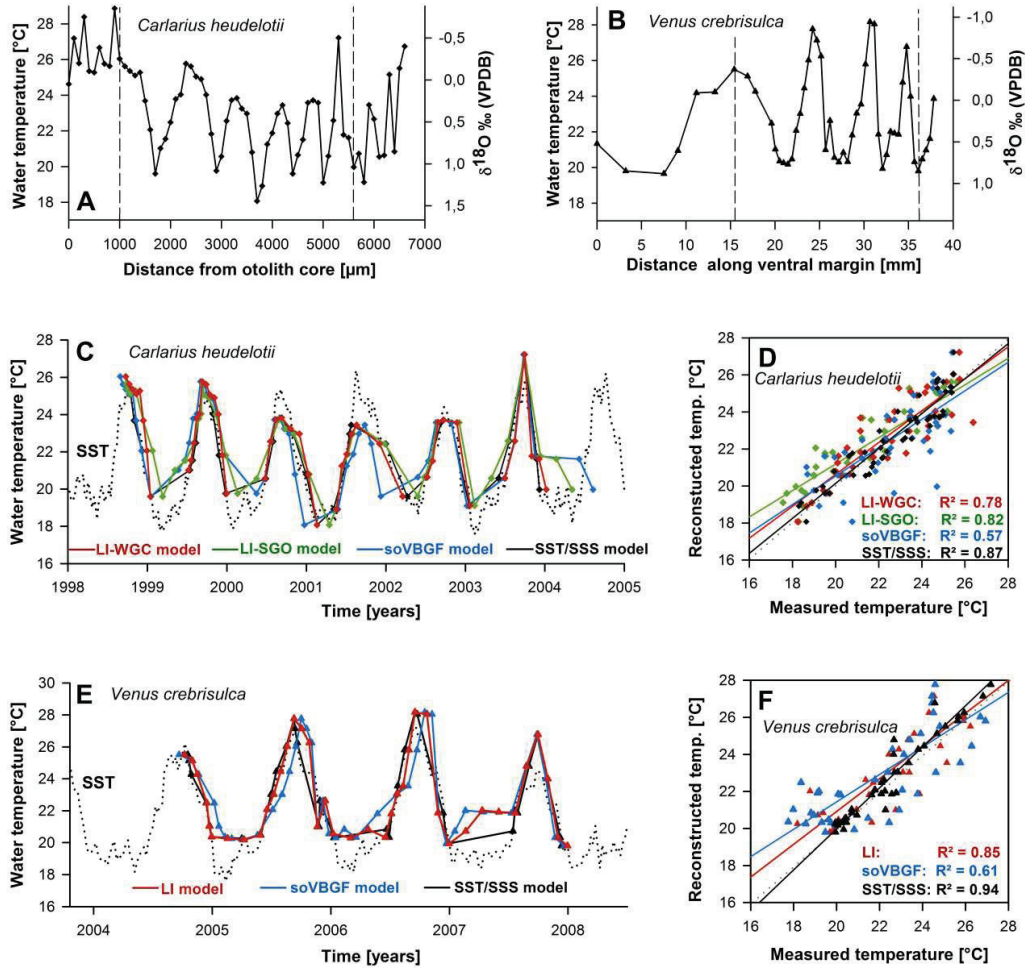 A
Carlarius heudelotii
Water temperature [°C]
28
26
24
22
20
18
-0,5
0,0
0,5
1,0
1,5
δ18O ‰ (VPDB)
0 1000 2000 3000 4000 5000 6000 7000
Distance from otolith core [µm]
B
Venus crebrisulca
Water temperature [°C]
28
26
24
22
20
18
-1,0
-0,5
0,0
0,5
1,0
δ18O ‰ (VPDB)
0 5 10 15 20 25 30 35 40
Distance along ventral margin [mm]
C
Carlarius heudelotii
Water temperature [°C]
28
26
24
22
20
18
16
SST
LI-WGC model LI-SGO model soVBGF model SST/SSS model
1998 1999 2000 2001 2002 2003 2004 2005
Time [years]
D
Carlarius heudelotii
Reconstucted temp. [°C]
28
26
24
22
20
18
16
LI-WGC: R² = 0.78
LI-SGO: R² = 0.82
soVBGF: R² = 0.57
SST/SSS: R² = 0.87
16 18 20 22 24 26 28
Measured temperature [°C]
E
Venus crebrisulca
Water temperature [°C]
30
28
26
24
22
20
18
16
SST
LI model soVBGF model SST/SSS model
2004 2005 2006 2007 2008
Time [years]
F
Venus crebrisulca
Reconstructed temp. [°C]
28
26
24
22
20
18
16
LI: R² = 0.85
soVBGF: R² = 0.61
SST/SSS: R² = 0.94
16 18 20 22 24 26 28
Measured temperature [°C]